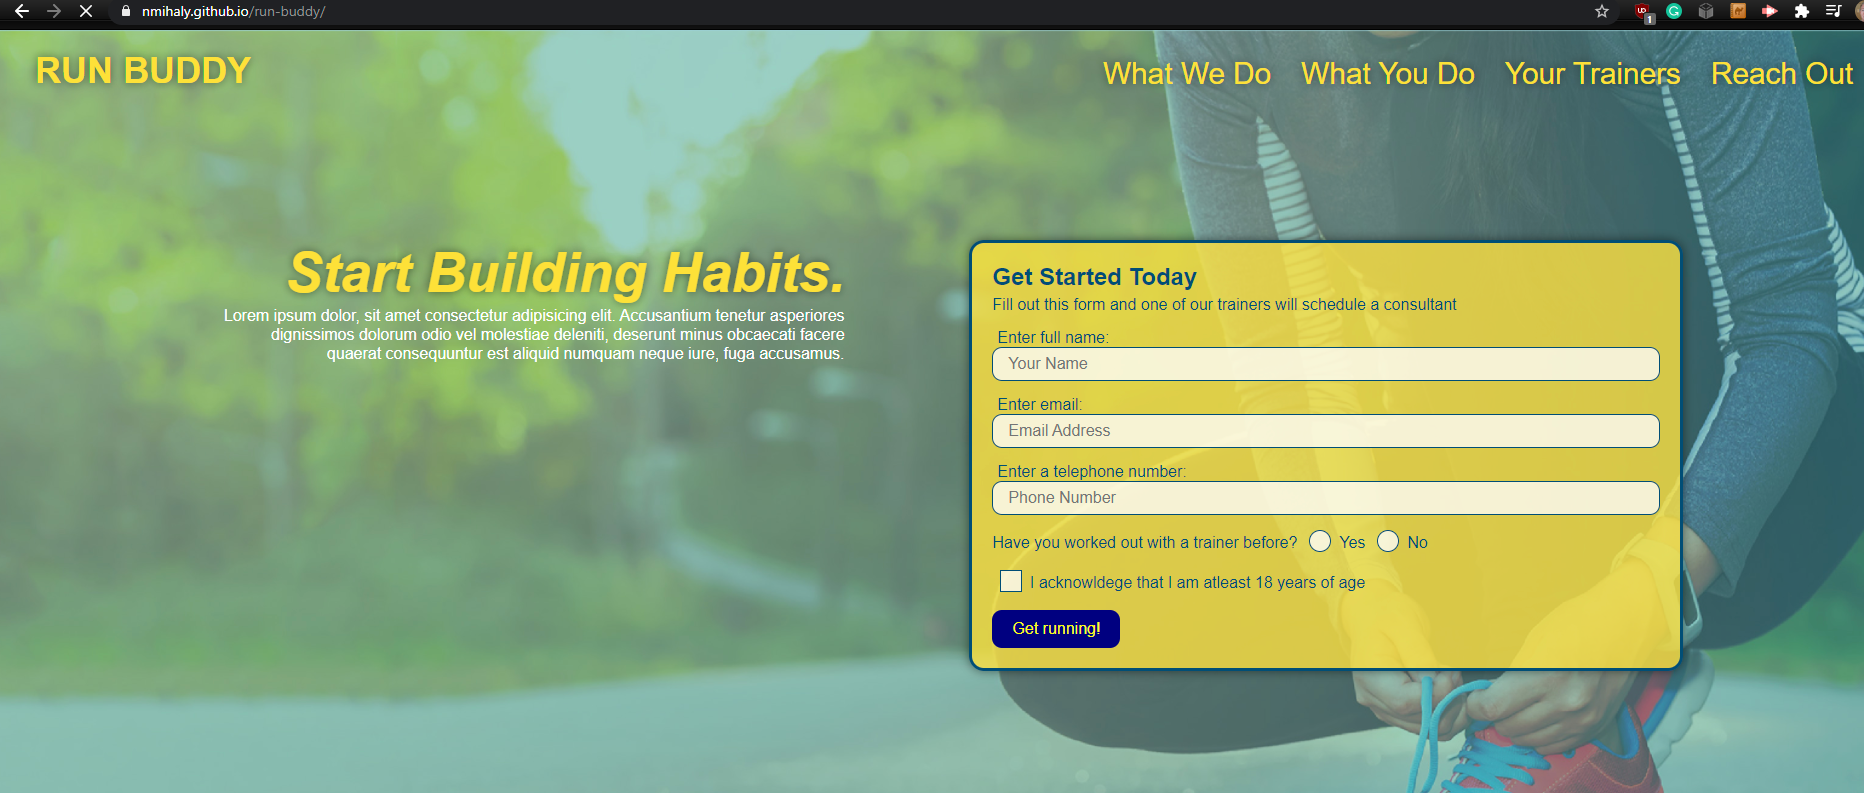 nmihaly.github.io/run-buddy/
1
RUN BUDDY
What We Do What You Do Your Trainers Reach Out
Start Building Habits.
Lorem ipsum dolor, sit amet consectetur adipisicing elit. Accusantium tenetur asperiores
dignissimos dolorum odio vel molestiae deleniti, deserunt minus obcaecati facere
quaerat consequuntur est aliquid numquam neque iure, fuga accusamus.
Get Started Today
Fill out this form and one of our trainers will schedule a consultant
Enter full name:
Your Name
Enter email:
Email Address
Enter a telephone number:
Phone Number
Have you worked out with a trainer before? Yes No
I acknowldege that I am atleast 18 years of age
Get running!